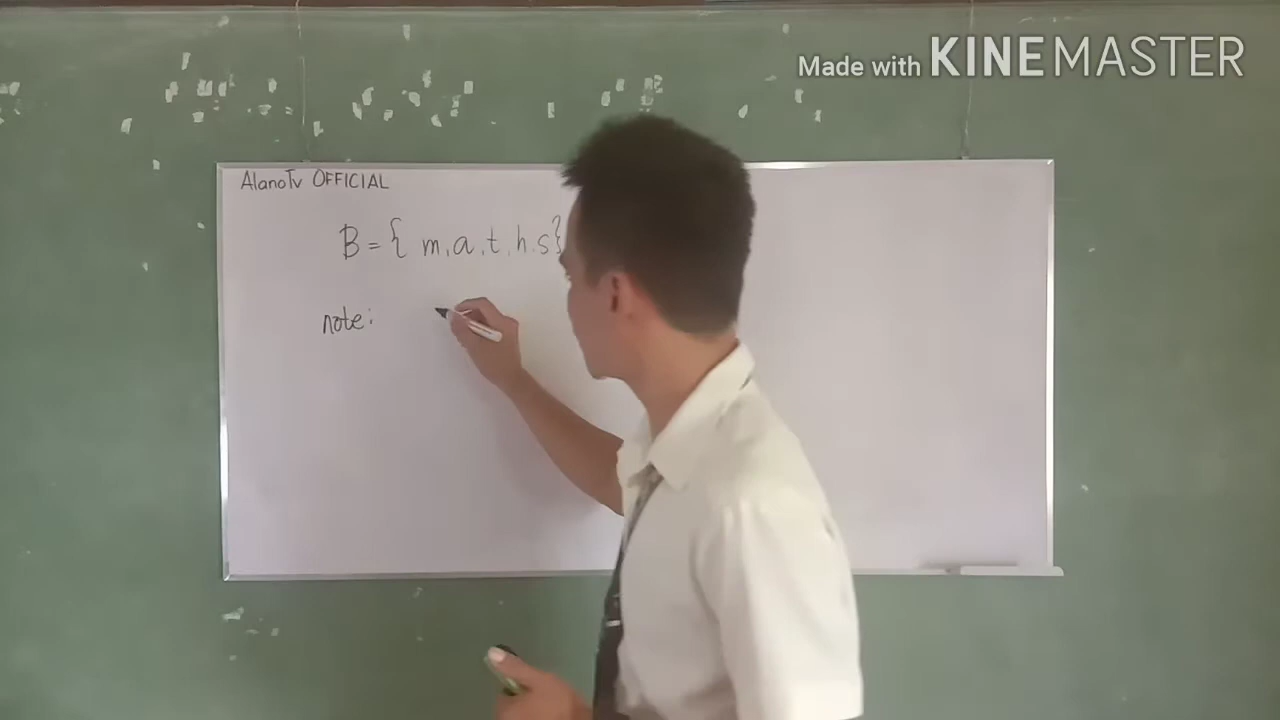 Made with KINEMASTER
AlanoTv OFFICIAL
B = { m, a, t, h, s}
note: